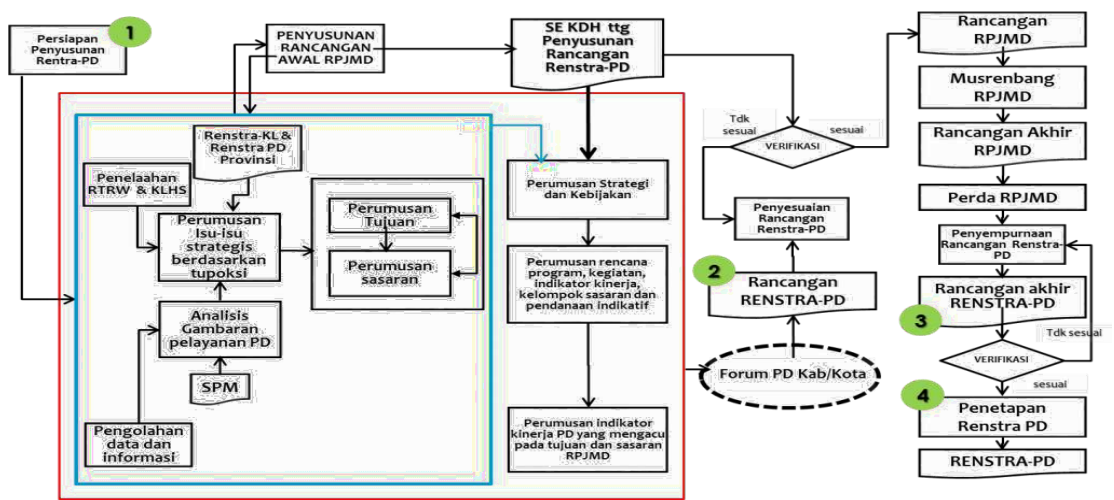 1
Persiapan
Penyusunan
Rentra-PD
PENYUSUNAN
RANCANGAN
AWAL RPJMD
SE KDH ttg
Penyusunan
Rancangan
Renstra-PD
Rancangan
RPJMD
Musrenbang
RPJMD
Rancangan Akhir
RPJMD
Perda RPJMD
Penyempurnaan
Rancangan Renstra-
PD
Rancangan akhir
RENSTRA-PD
3
Tdk sesuai
VERIFIKASI
sesuai
4
Penetapan
Renstra PD
RENSTRA-PD
Tdk
sesuai
sesuai
VERIFIKASI
Penyesuaian
Rancangan
Renstra-PD
2
Rancangan
RENSTRA-PD
Forum PD Kab/Kota
Renstra-KL &
Renstra PD
Provinsi
Penelaahan
RTRW & KLHS
Perumusan
Isu-isu
strategis
berdasarkan
tupoksi
Perumusan
Tujuan
Perumusan
sasaran
Analisis
Gambaran
pelayanan PD
SPM
Pengolahan
data dan
informasi
Perumusan Strategi
dan Kebijakan
Perumusan rencana
program, kegiatan,
indikator kinerja,
kelompok sasaran dan
pendanaan indikatif
Perumusan indikator
kinerja PD yang mengacu
pada tujuan dan sasaran
RPJMD